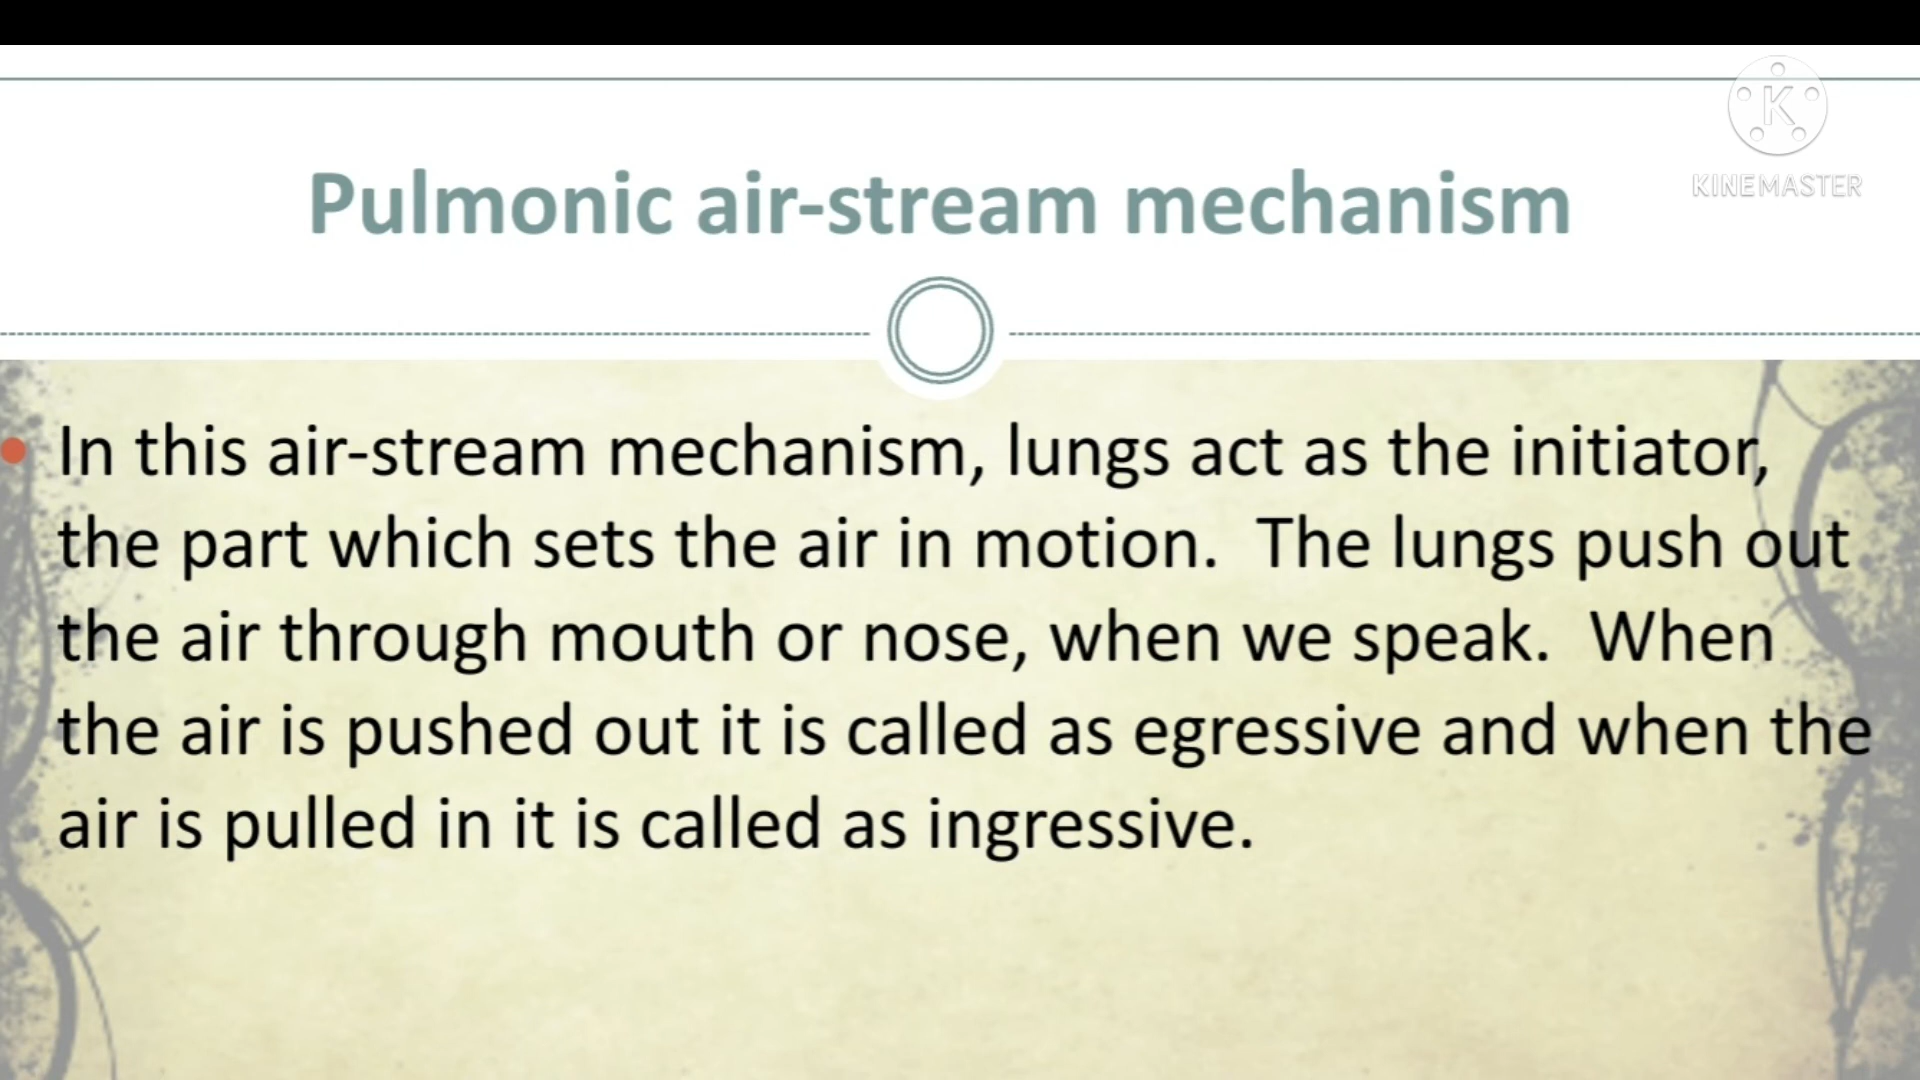 K
KINEMASTER
Pulmonic air-stream mechanism
• In this air-stream mechanism, lungs act as the initiator,
the part which sets the air in motion.  The lungs push out
the air through mouth or nose, when we speak.  When
the air is pushed out it is called as egressive and when the
air is pulled in it is called as ingressive.